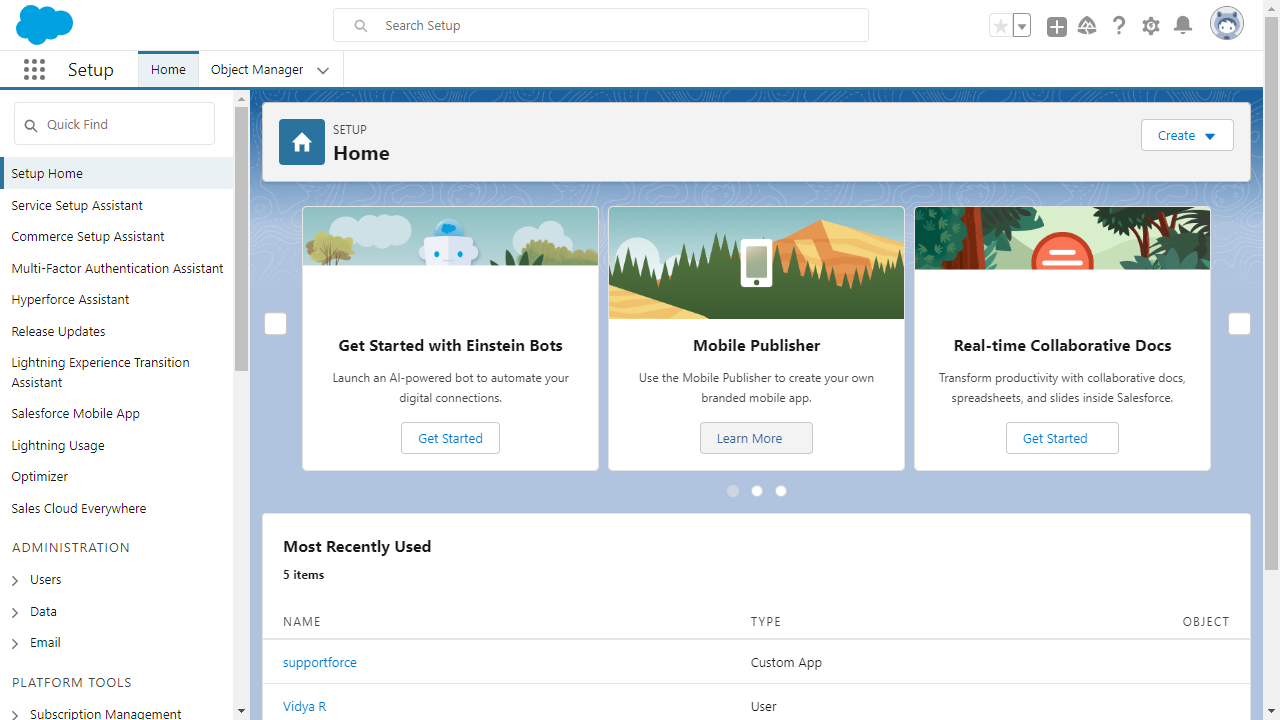 Search Setup
Setup
Home
Object Manager
Quick Find
Setup Home
Service Setup Assistant
Commerce Setup Assistant
Multi-Factor Authentication Assistant
Hyperforce Assistant
Release Updates
Lightning Experience Transition
Assistant
Salesforce Mobile App
Lightning Usage
Optimizer
Sales Cloud Everywhere
ADMINISTRATION
Users
Data
Email
PLATFORM TOOLS
Subscription Management
SETUP
Home
Create
Get Started with Einstein Bots
Launch an AI-powered bot to automate your
digital connections.
Get Started
Mobile Publisher
Use the Mobile Publisher to create your own
branded mobile app.
Learn More
Real-time Collaborative Docs
Transform productivity with collaborative docs,
spreadsheets, and slides inside Salesforce.
Get Started
Most Recently Used
5 items
NAME TYPE OBJECT
supportforce Custom App
Vidya R User